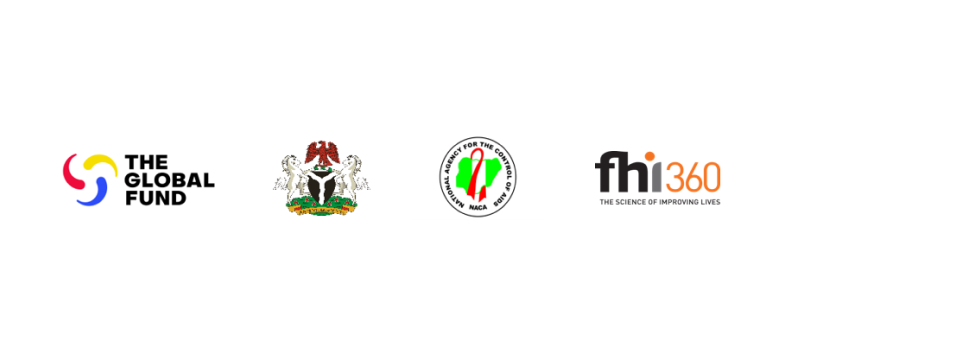 THE
GLOBAL
FUND
NATIONAL AGENCY FOR THE CONTROL OF AIDS
NACA
fhi360
THE SCIENCE OF IMPROVING LIVES